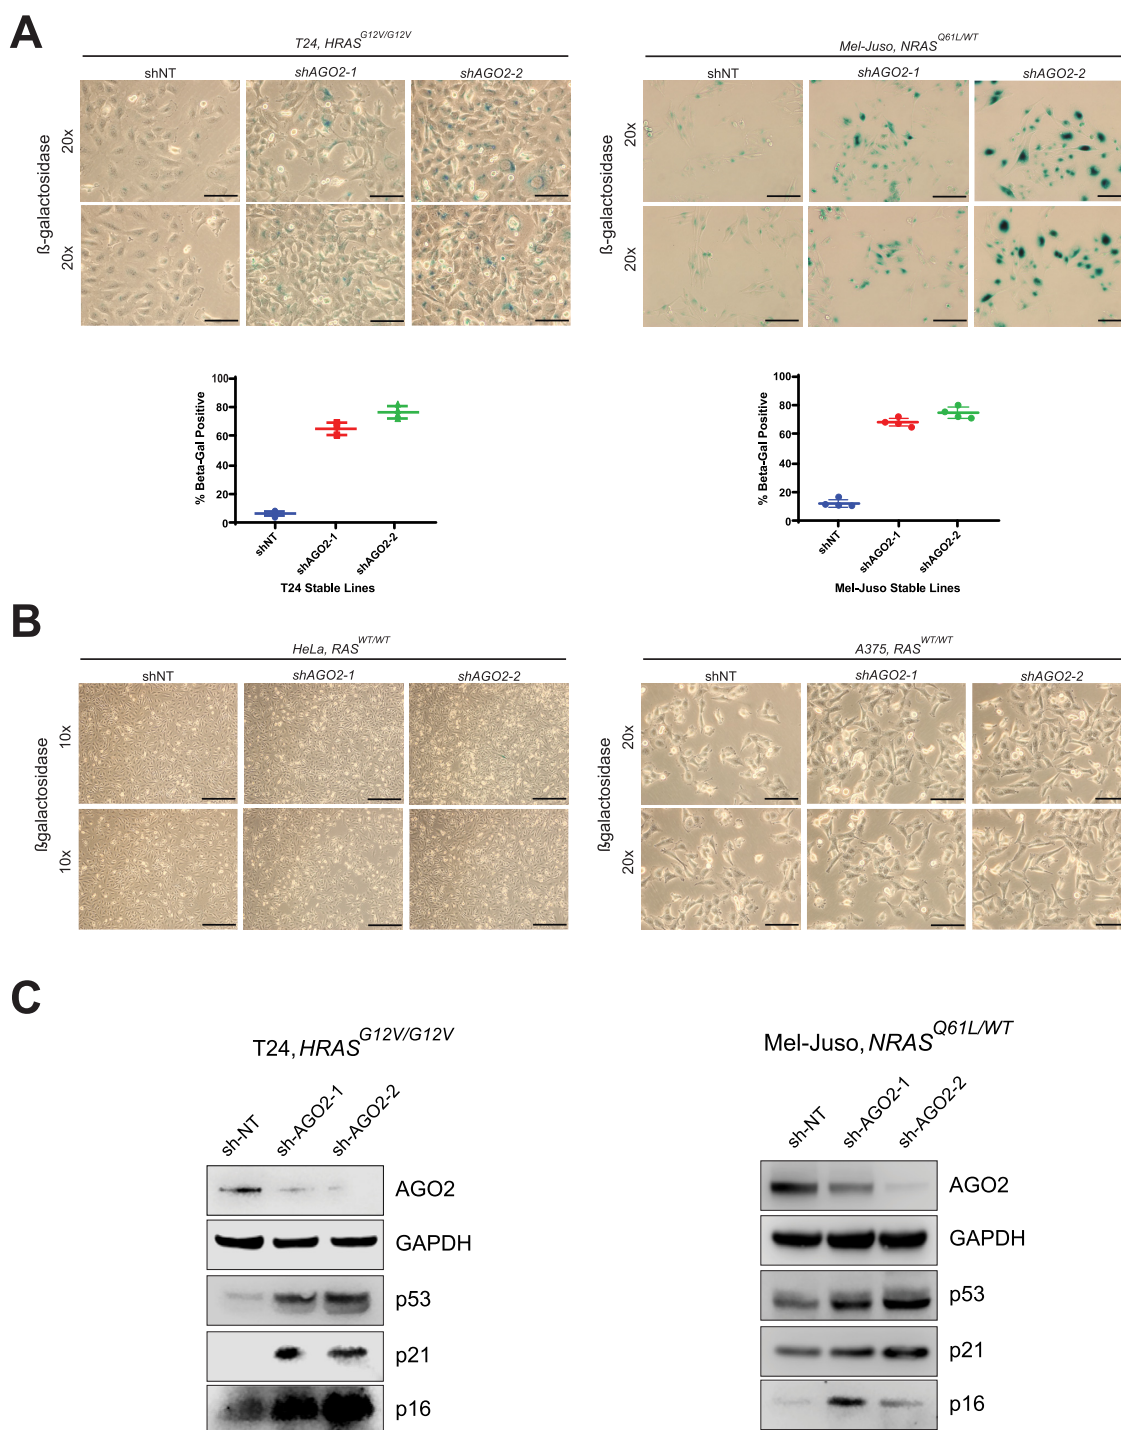 A
T24, HRAS G12V/G12V
Mel-Juso, NRAS Q61L/WT
shNT shAGO2-1 shAGO2-2
shNT shAGO2-1 shAGO2-2
ß-galactosidase
20x
20x
ß-galactosidase
20x
20x
% Beta-Gal Positive
100
80
60
40
20
0
shNT
shAGO2-1
shAGO2-2
T24 Stable Lines
% Beta-Gal Positive
100
80
60
40
20
0
shNT
shAGO2-1
shAGO2-2
Mel-Juso Stable Lines
B
HeLa, RAS WT/WT
A375, RAS WT/WT
shNT shAGO2-1 shAGO2-2
shNT shAGO2-1 shAGO2-2
ßgalactosidase
10x
10x
ßgalactosidase
20x
20x
C
T24, HRAS G12V/G12V
sh-NT
sh-AGO2-1
sh-AGO2-2
AGO2
GAPDH
p53
p21
p16
Mel-Juso, NRAS Q61L/WT
sh-NT
sh-AGO2-1
sh-AGO2-2
AGO2
GAPDH
p53
p21
p16